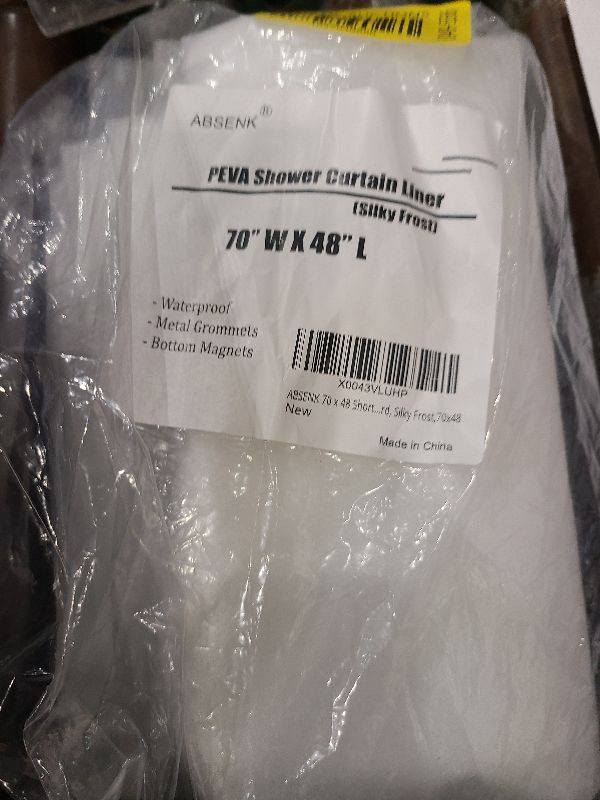 ABSENK®
PEVA Shower Curtain Liner
(Silky Frost)
70" W X 48" L
- Waterproof
- Metal Grommets
- Bottom Magnets
X0043VLUHP
ABSENK 70 x 48 Short...rd, Silky Frost,70x48
New
Made in China